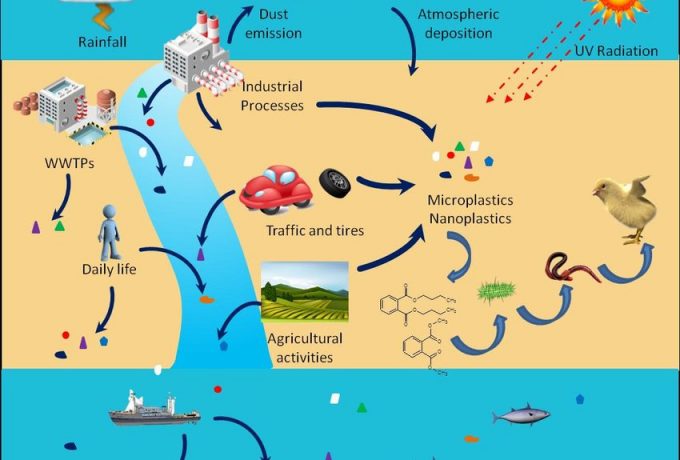 Rainfall
Dust
emission
Atmospheric
deposition
UV Radiation
Industrial
Processes
WWTPs
Microplastics
Nanoplastics
Traffic and tires
Daily life
Agricultural
activities